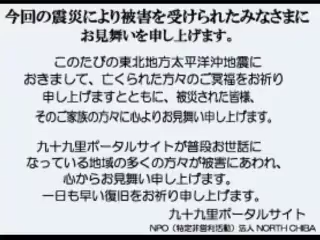 今回の震災により被害を受けられたみなさまに
お見舞いを申し上げます。
このたびの東北地方太平洋沖地震に
おきまして、亡くられた方々のご冥福をお祈り
申し上げますとともに、被災された皆様、
そのご家族の方々に心よりお見舞い申し上げます。
九十九里ポータルサイトが普段お世話に
なっている地域の多くの方々が被害にあわれ、
心からお見舞い申し上げます。
一日も早い復旧をお祈り申し上げます。
九十九里ポータルサイト
NPO（特定非営利活動）法人 NORTH CHIBA